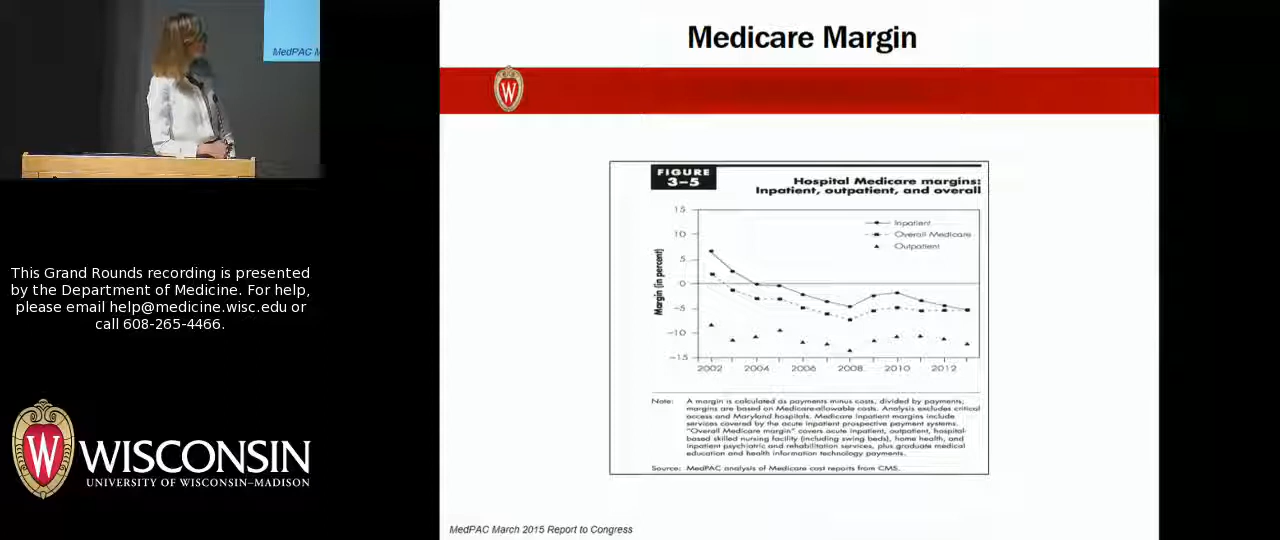 MedPAC M
This Grand Rounds recording is presented
by the Department of Medicine. For help,
please email help@medicine.wisc.edu or
call 608-265-4466.
W
WISCONSIN
UNIVERSITY OF WISCONSIN–MADISON
Medicare Margin
W
FIGURE
3–5
Hospital Medicare margins:
Inpatient, outpatient, and overall
Margin (in percent)
15
10
5
0
−5
−10
−15
2002 2004 2006 2008 2010 2012
Inpatient
Overall Medicare
Outpatient
Note: A margin is calculated as payments minus costs, divided by payments;
margins are based on Medicare-allowable costs. Analysis excludes critical
access and Maryland hospitals. Medicare inpatient margins include
services covered by the acute inpatient prospective payment systems.
"Overall Medicare margin" covers acute inpatient, outpatient, hospital-
based skilled nursing facility (including swing beds), home health, and
inpatient psychiatric and rehabilitation services, plus graduate medical
education and health information technology payments.
Source: MedPAC analysis of Medicare cost reports from CMS.
MedPAC March 2015 Report to Congress